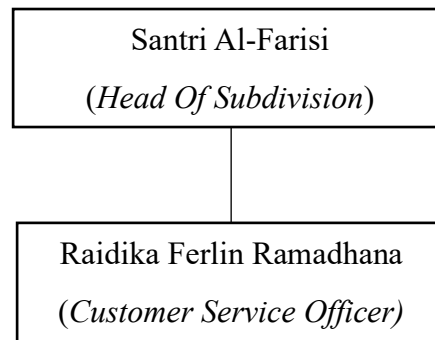 Santri Al-Farisi
(Head Of Subdivision)
Raidika Ferlin Ramadhana
(Customer Service Officer)